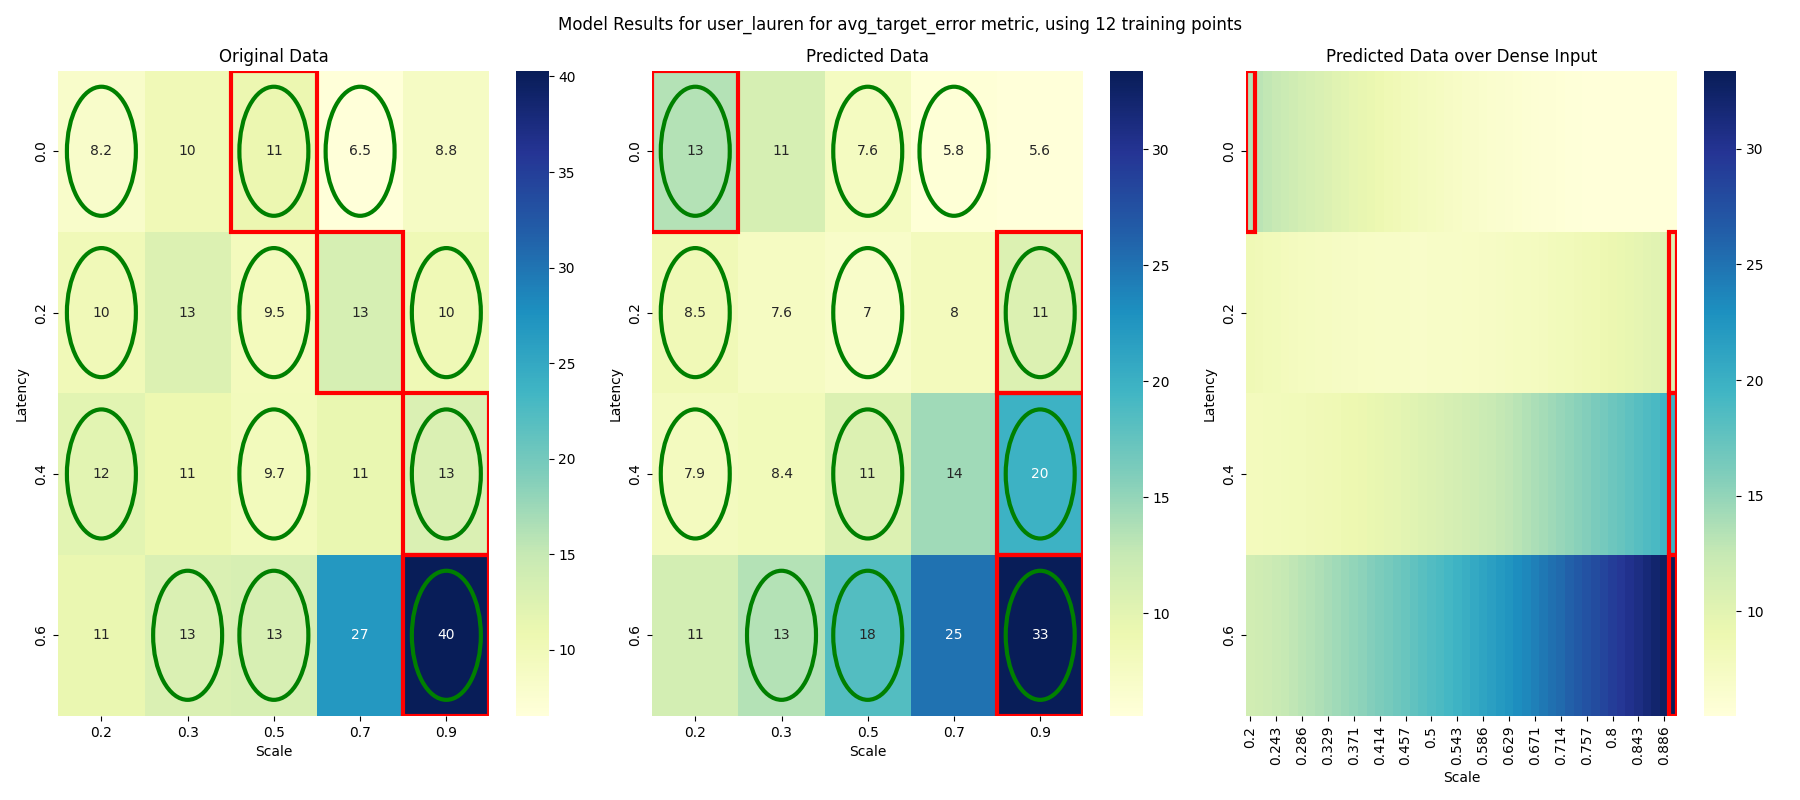 Model Results for user_lauren for avg_target_error metric, using 12 training points
Original Data
Latency
0.0 8.2 10 11 6.5 8.8
0.2 10 13 9.5 13 10
0.4 12 11 9.7 11 13
0.6 11 13 13 27 40
0.2 0.3 0.5 0.7 0.9
Scale
40
35
30
25
20
15
10
Predicted Data
Latency
0.0 13 11 7.6 5.8 5.6
0.2 8.5 7.6 7 8 11
0.4 7.9 8.4 11 14 20
0.6 11 13 18 25 33
0.2 0.3 0.5 0.7 0.9
Scale
30
25
20
15
10
Predicted Data over Dense Input
Latency
0.0
0.2
0.4
0.6
0.2 0.243 0.286 0.329 0.371 0.414 0.457 0.5 0.543 0.586 0.629 0.671 0.714 0.757 0.8 0.843 0.886
Scale
30
25
20
15
10